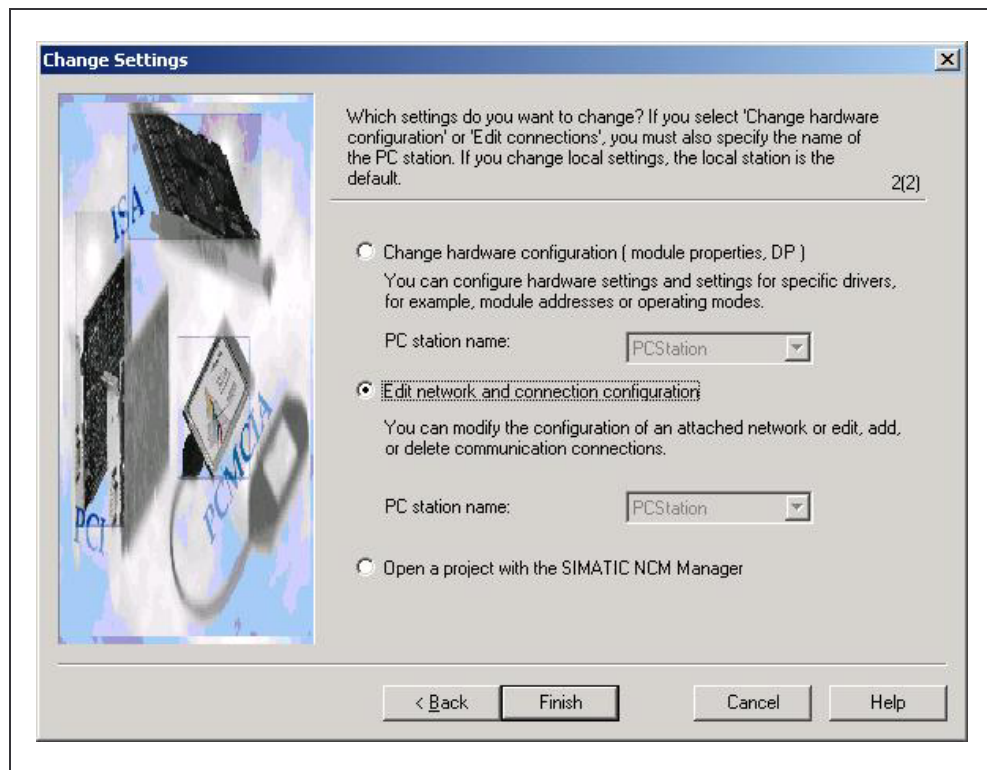 Change Settings
Which settings do you want to change? If you select 'Change hardware
configuration' or 'Edit connections', you must also specify the name of
the PC station. If you change local settings, the local station is the
default.
2(2)
Change hardware configuration ( module properties, DP )
You can configure hardware settings and settings for specific drivers,
for example, module addresses or operating modes.
PC station name:
PCStation
Edit network and connection configuration
You can modify the configuration of an attached network or edit, add,
or delete communication connections.
PC station name:
PCStation
Open a project with the SIMATIC NCM Manager
ISA
PCI
PCMCIA
< Back
Finish
Cancel
Help